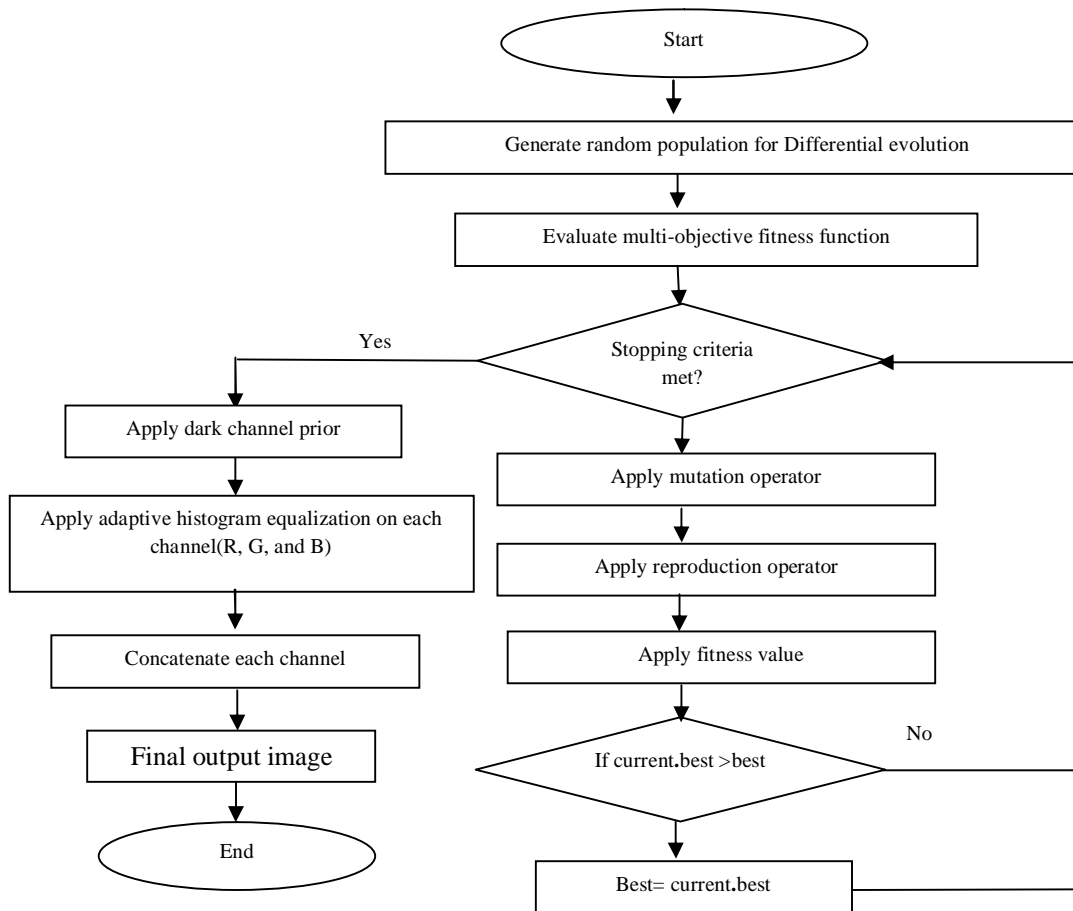 Start
Generate random population for Differential evolution
Evaluate multi-objective fitness function
Stopping criteria
met?
Yes
Apply dark channel prior
Apply adaptive histogram equalization on each
channel(R, G, and B)
Concatenate each channel
Final output image
End
Apply mutation operator
Apply reproduction operator
Apply fitness value
If current.best >best
No
Best= current.best